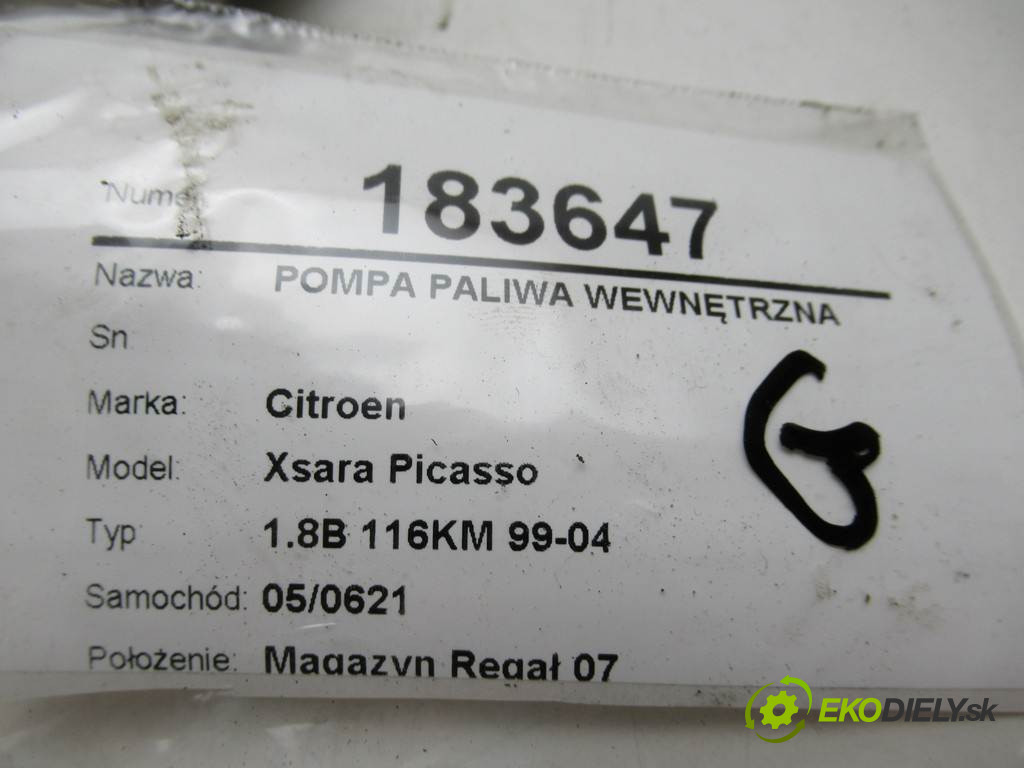 Numer 183647
Nazwa: POMPA PALIWA WEWNĘTRZNA
Sn
Marka: Citroen
Model: Xsara Picasso
Typ 1.8B 116KM 99-04
Samochód: 05/0621
Położenie: Magazyn Regał 07
G
EKODIELY.sk